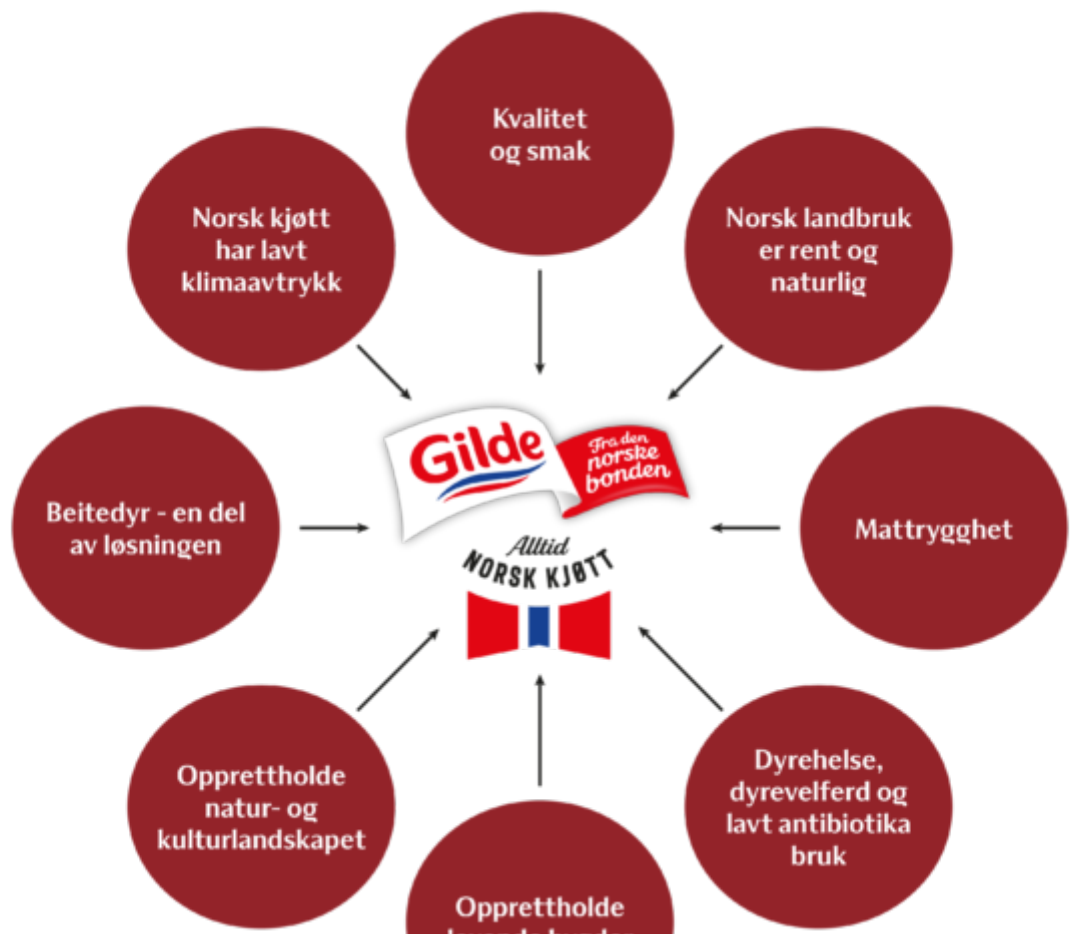 Kvalitet
og smak
Norsk kjøtt
har lavt
klimaavtrykk
Norsk landbruk
er rent og
naturlig
Gilde
Fra den
norske
bonden
Beitedyr - en del
av løsningen
Mattrygghet
Alltid
NORSK KJØTT
Opprettholde
natur- og
kulturlandskapet
Dyrehelse,
dyrevelferd og
lavt antibiotika
bruk
Opprettholde